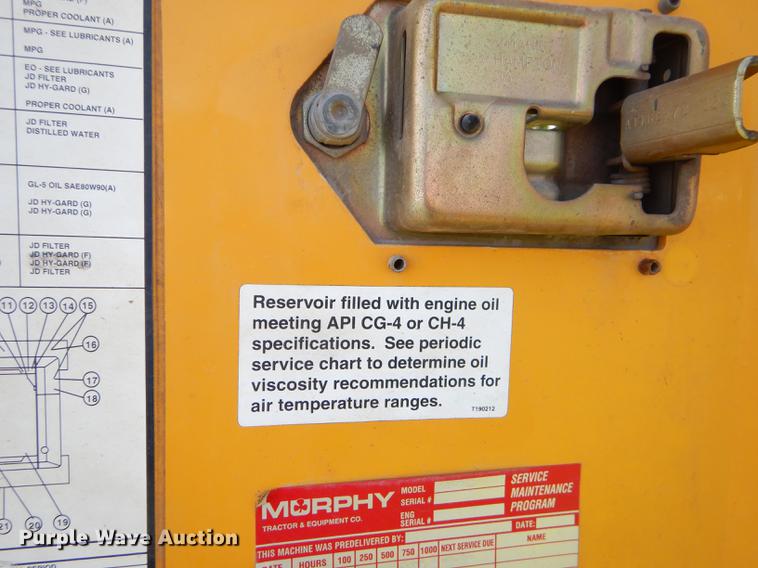 MPG
PROPER COOLANT (A)
MPG - SEE LUBRICANTS (A)
MPG
EO - SEE LUBRICANTS
JD FILTER
JD HY-GARD (G)
PROPER COOLANT (A)
JD FILTER
DISTILLED WATER
GL-5 OIL SAE80W90(A)
JD HY-GARD (G)
JD HY-GARD (G)
JD FILTER
JD HY-GARD (F)
JD HY-GARD (F)
JD FILTER
11 12 13 14 15
16
17
18
21 20 19
HAMPTON
Reservoir filled with engine oil
meeting API CG-4 or CH-4
specifications. See periodic
service chart to determine oil
viscosity recommendations for
air temperature ranges.
T190212
MURPHY
TRACTOR & EQUIPMENT CO.
MODEL
SERIAL #
ENG
SERIAL #
SERVICE
MAINTENANCE
PROGRAM
THIS MACHINE WAS PREDELIVERED BY: DATE:
DATE HOURS 100 250 500 750 1000 NEXT SERVICE DUE NAME
Purple Wave Auction